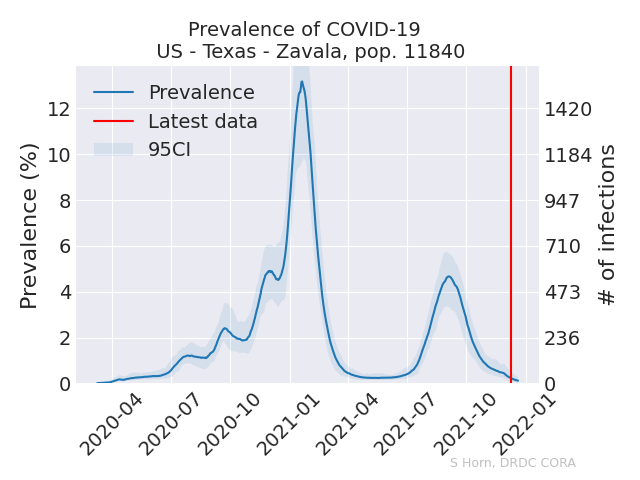 Prevalence of COVID-19
US - Texas - Zavala, pop. 11840
Prevalence
Latest data
95CI
Prevalence (%)
12
10
8
6
4
2
0
1420
1184
947
710
473
236
0
# of infections
2020-04
2020-07
2020-10
2021-01
2021-04
2021-07
2021-10
2022-01
S Horn, DRDC CORA